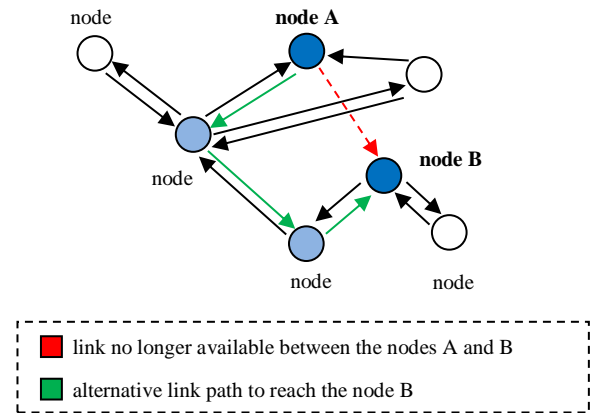 node
node A
node B
node
node
node
link no longer available between the nodes A and B
alternative link path to reach the node B